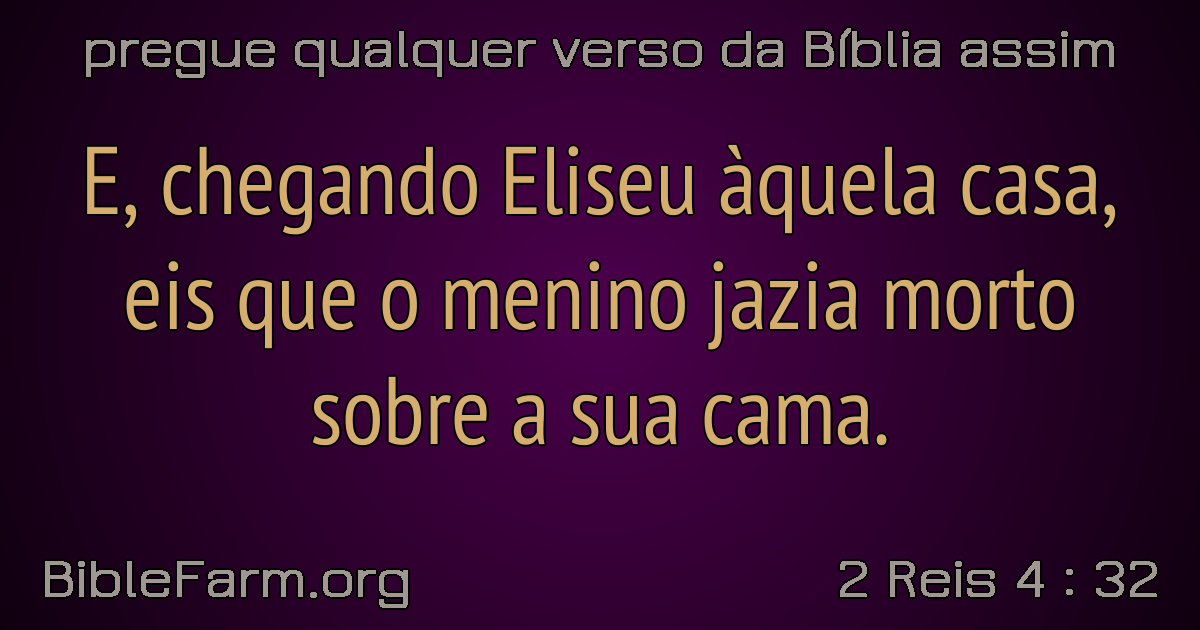 pregue qualquer verso da Bíblia assim
E, chegando Eliseu àquela casa,
eis que o menino jazia morto
sobre a sua cama.
BibleFarm.org
2 Reis 4 : 32